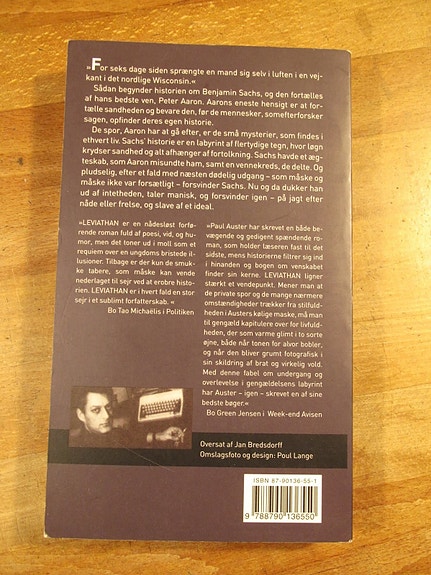 »For seks dage siden sprængte en mand sig selv i luften i en vej-
kant i det nordlige Wisconsin.«
Sådan begynder historien om Benjamin Sachs, og den fortælles
af hans bedste ven, Peter Aaron. Aarons eneste hensigt er at for-
tælle sandheden og bevare den, før de mennesker, somefterforsker
sagen, opfinder deres egen historie.
De spor, Aaron har at gå efter, er de små mysterier, som findes i
ethvert liv. Sachs' historie er en labyrint af flertydige tegn, hvor løgn
krydser sandhed og alt afhænger af fortolkning. Sachs havde et æg-
teskab, som Aaron misundte ham, samt en vennekreds, de delte. Og
pludselig, efter et fald med næsten dødelig udgang – som måske og
måske ikke var forsætligt – forsvinder Sachs. Nu og da dukker han
ud af intetheden, taler manisk, og forsvinder igen – på jagt efter
nåde eller frelse, og slave af et ideal.
»LEVIATHAN er en nådesløst førfø-
rende roman fuld af poesi, vid, og hu-
mor, men det toner ud i moll som et
requiem over en ungdoms bristede il-
lusioner. Tilbage er der kun de smuk-
ke tabere, som måske kan vende
nederlaget til sejr ved at erobre histo-
rien. LEVIATHAN er i hvert fald en stor
sejr i et sublimt forfatterskab. «
Bo Tao Michaëlis i Politiken
»Paul Auster har skrevet en både be-
vægende og gedigent spændende ro-
man, som holder læseren fast til det
sidste, mens historierne filtrer sig ind
i hinanden og bogen om venskabet
finder sin kerne. LEVIATHAN ligner
stærkt et vendepunkt. Mener man at
de private spor og de mange nærmere
omstændigheder trækker fra stilfuld-
heden i Austers kølige maske, må man
til gengæld kapitulere over for livfuld-
heden, der som varme glimt i to sorte
øjne, både når tonen for alvor bobler,
og når den bliver grumt fotografisk i
sin skildring af brat og virkelig vold.
Med denne fabel om undergang og
overlevelse i gengældelsens labyrint
har Auster – igen – skrevet en af sine
bedste bøger.«
Bo Green Jensen i Week-end Avisen
Oversat af Jan Bredsdorff
Omslagsfoto og design: Poul Lange
ISBN 87-90136-55-1
9 788790 136550